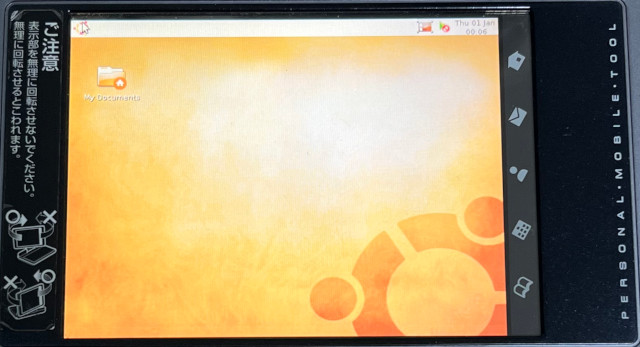 ご注意
表示部を無理に回転させないでください。
無理に回転させるとこわれます。
Thu 01 Jan
00:06
My Documents
PERSONAL・MOBILE・TOOL